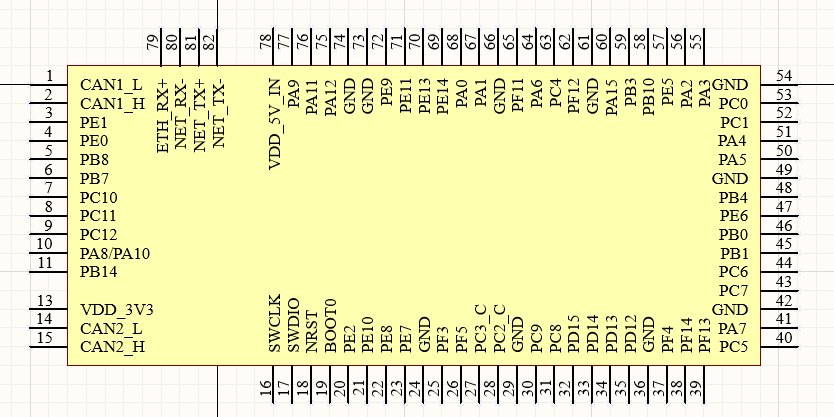 79 80 81 82 78 77 76 75 74 73 72 71 70 69 68 67 66 65 64 63 62 61 60 59 58 57 56 55
ETH_RX+ NET_RX- NET_TX+ NET_TX- VDD_5V_IN PA9 PA11 PA12 GND GND PE9 PE11 PE13 PE14 PA0 PA1 GND PF11 PA6 PC4 PF12 GND PA15 PB3 PB10 PE5 PA2 PA3
1 CAN1_L GND 54
2 CAN1_H PC0 53
3 PE1 PC1 52
4 PE0 PA4 51
5 PB8 PA5 50
6 PB7 GND 49
7 PC10 PB4 48
8 PC11 PE6 47
9 PC12 PB0 46
10 PA8/PA10 PB1 45
11 PB14 PC6 44
PC7 43
13 VDD_3V3 GND 42
14 CAN2_L PA7 41
15 CAN2_H PC5 40
SWCLK SWDIO NRST BOOT0 PE2 PE10 PE8 PE7 GND PF3 PF5 PC3_C PC2_C GND PC9 PC8 PD15 PD14 PD13 PD12 GND PF4 PF14 PF13
16 17 18 19 20 21 22 23 24 25 26 27 28 29 30 31 32 33 34 35 36 37 38 39